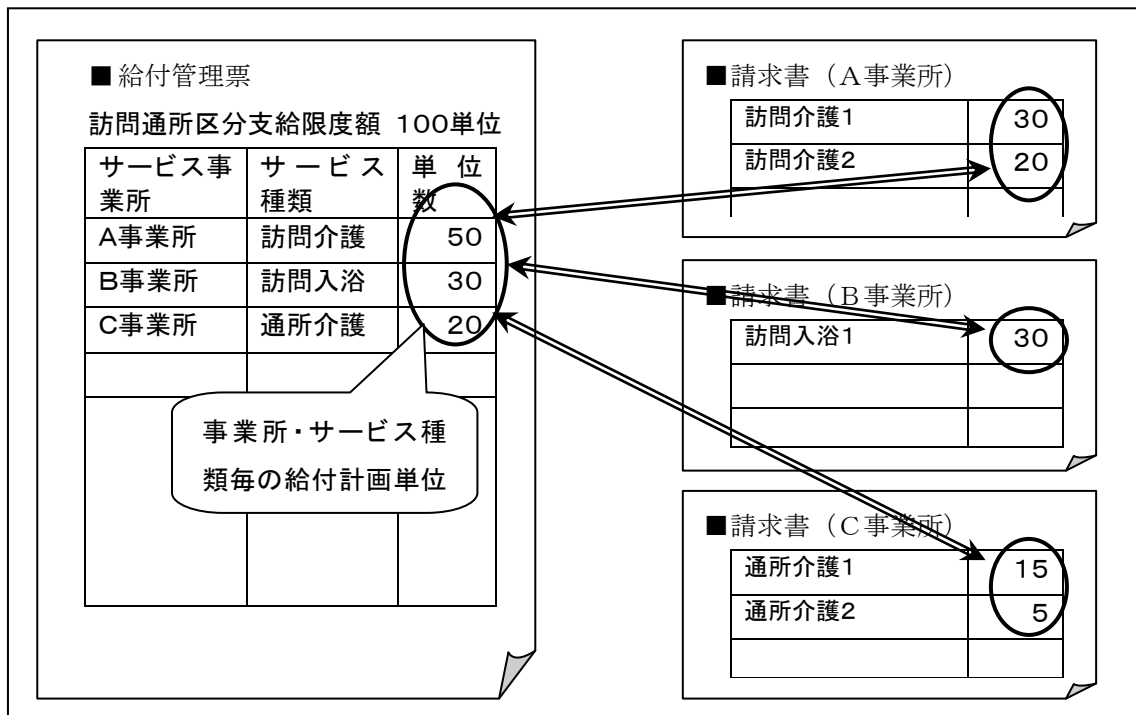 ■ 給付管理票
訪問通所区分支給限度額 100単位
サービス事業所 サービス種類 単位数
A事業所 訪問介護 50
B事業所 訪問入浴 30
C事業所 通所介護 20
事業所・サービス種
類毎の給付計画単位
■請求書(A事業所)
訪問介護1 30
訪問介護2 20
■請求書(B事業所)
訪問入浴1 30
■請求書(C事業所)
通所介護1 15
通所介護2 5